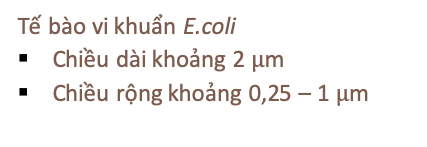 Tế bào vi khuẩn E.coli
▪ Chiều dài khoảng 2 μm
▪ Chiều rộng khoảng 0,25 – 1 μm